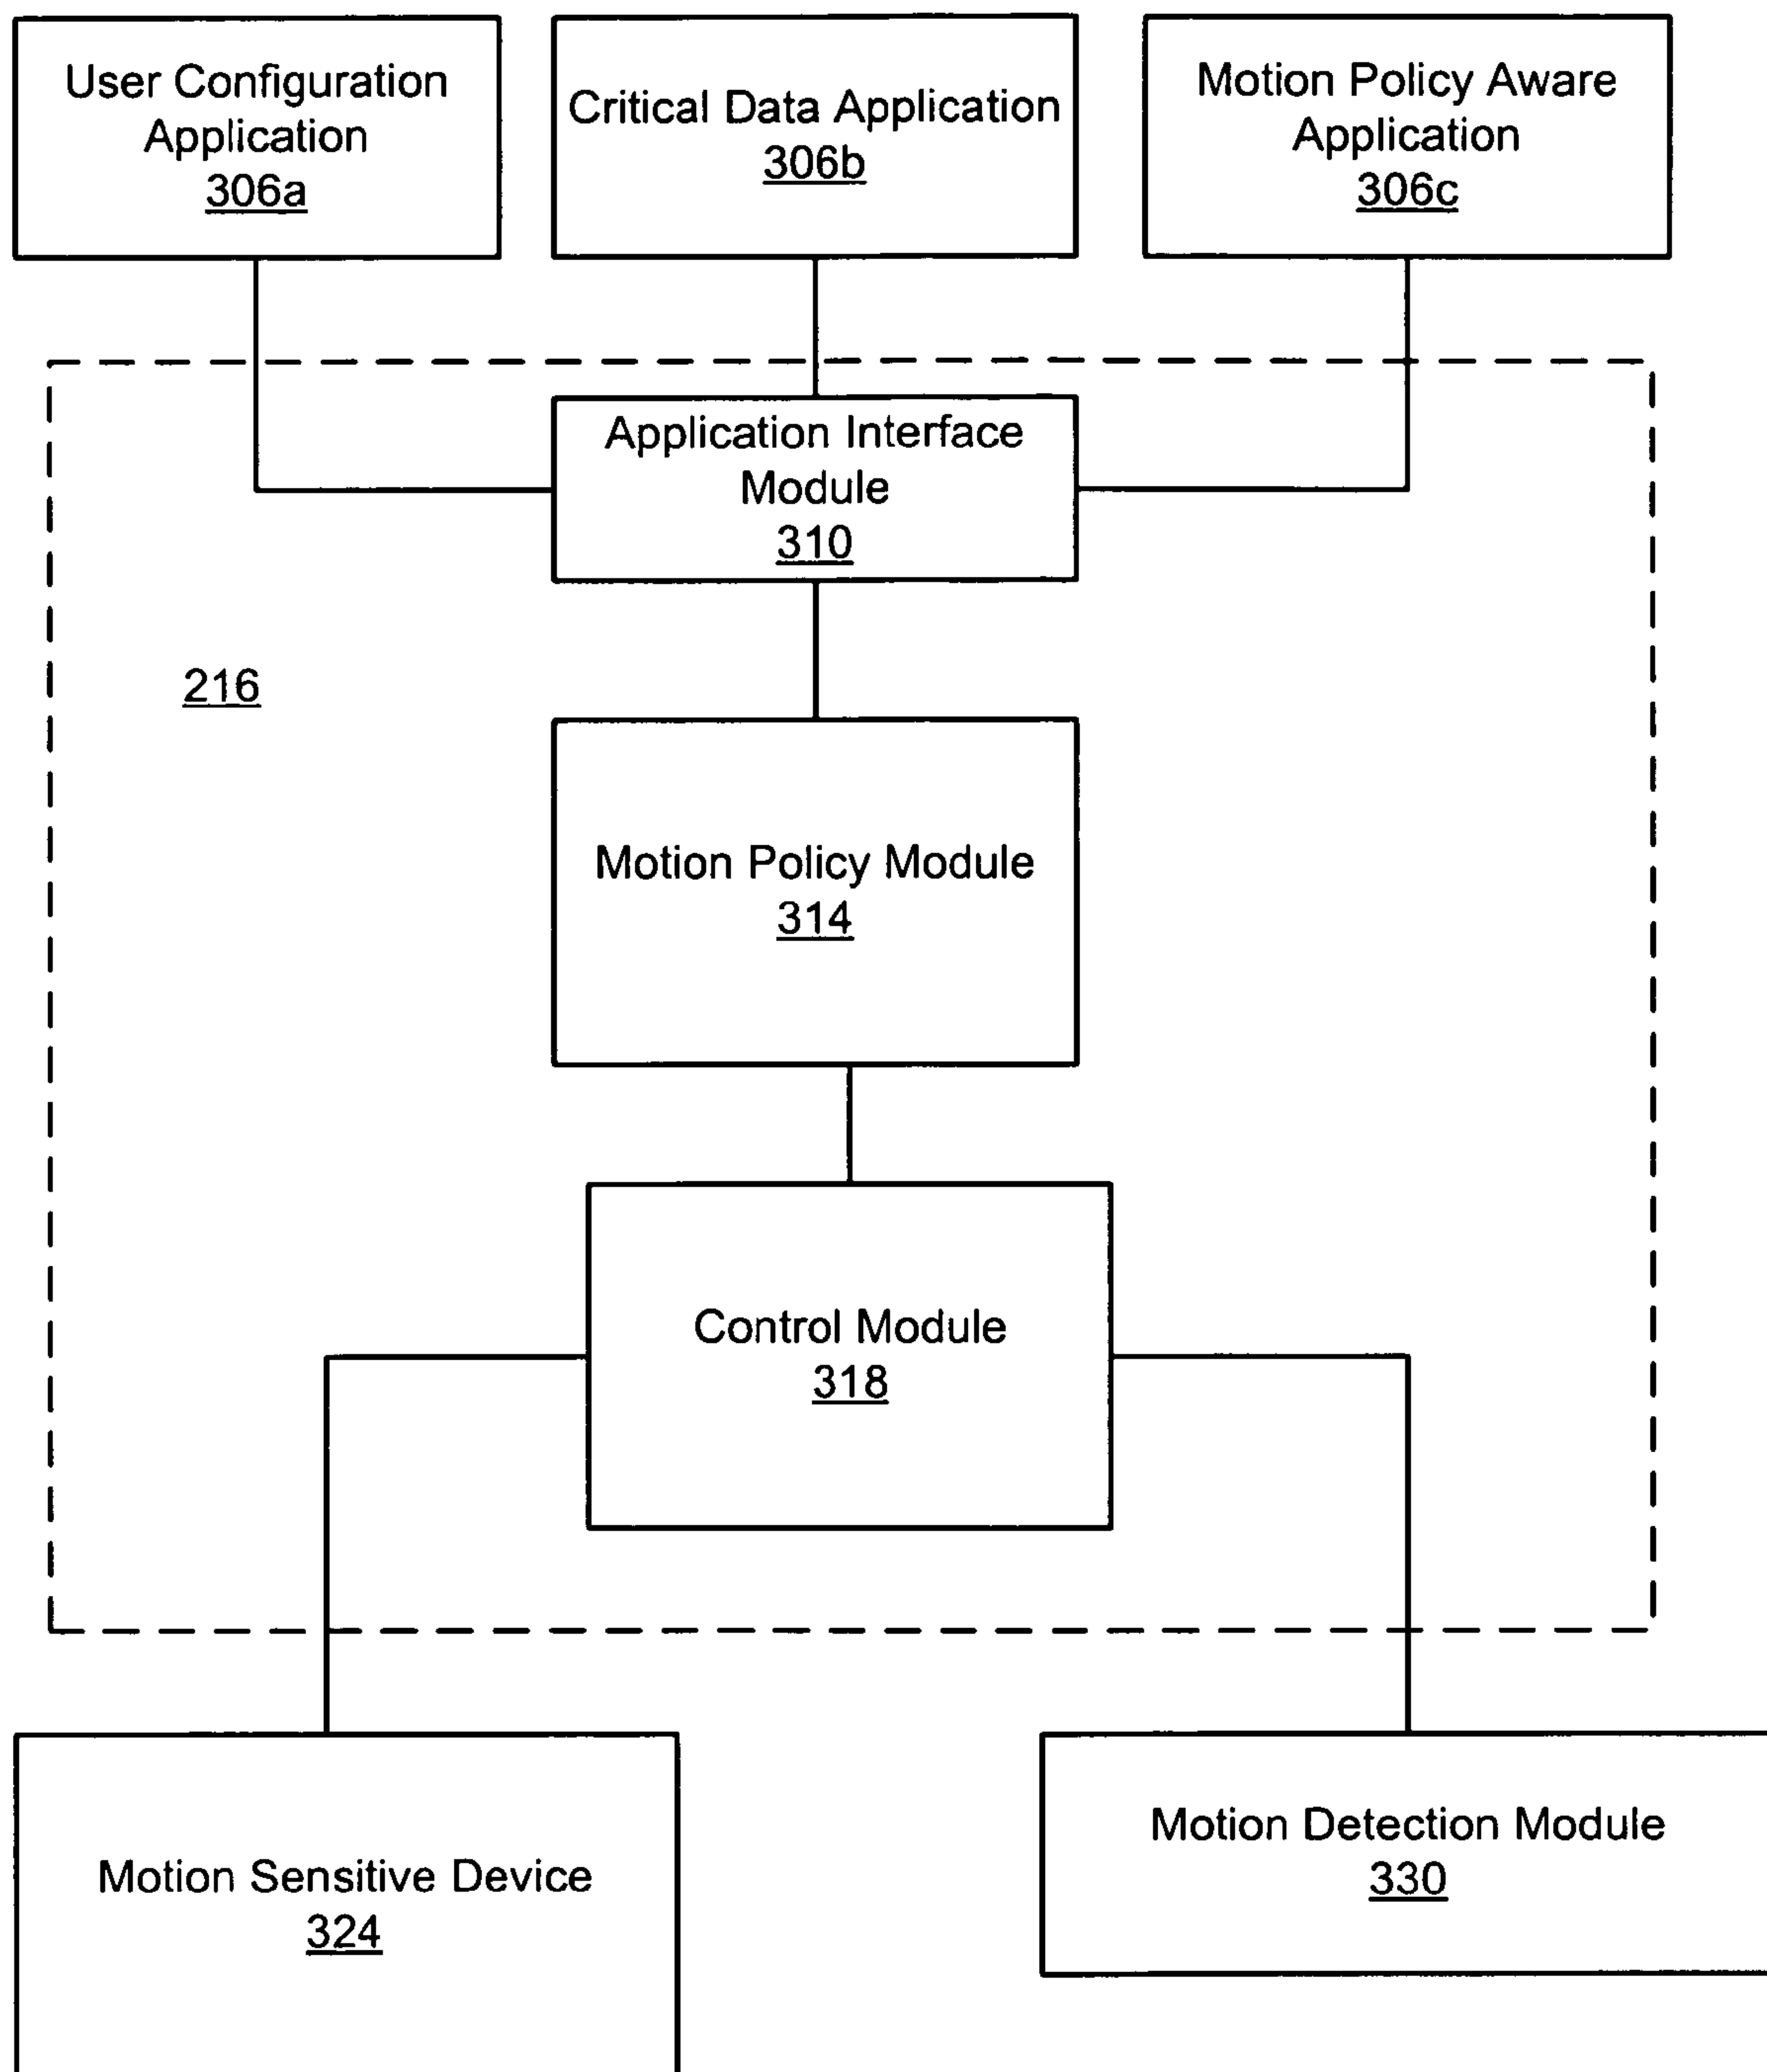 User Configuration
Application
306a
Critical Data Application
306b
Motion Policy Aware
Application
306c
Application Interface
Module
310
216
Motion Policy Module
314
Control Module
318
Motion Sensitive Device
324
Motion Detection Module
330